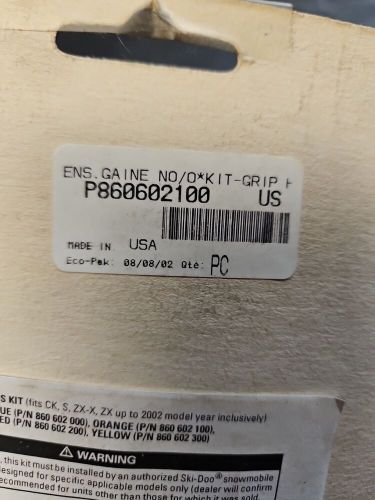 ENS.GAINE NO/O*KIT-GRIP H
P860602100 US
MADE IN USA
Eco-Pak: 08/08/02 Qté: PC
S KIT (fits CK, S, ZX-X, ZX up to 2002 model year inclusively)
UE (P/N 860 602 000), ORANGE (P/N 860 602 100),
ED (P/N 860 602 200), YELLOW (P/N 860 602 300)
WARNING
, this kit must be installed by an authorized Ski-Doo® snowmobile
designed for specific applicable models only (dealer will confirm
recommended for units other than those for which it was sold.